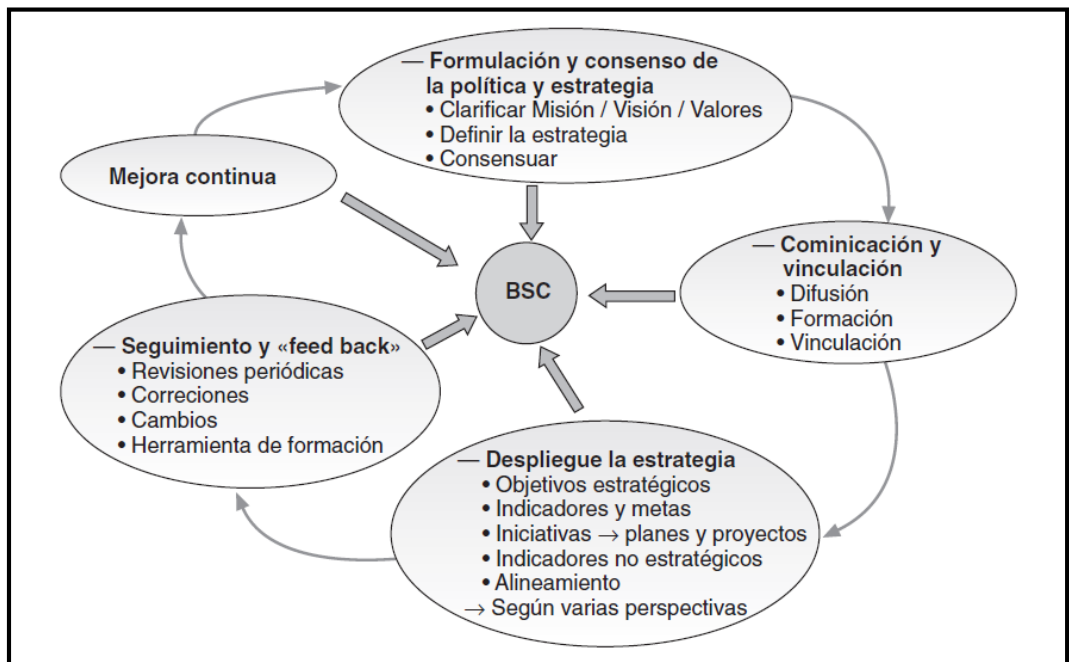 — Formulación y consenso de
la política y estrategia
• Clarificar Misión / Visión / Valores
• Definir la estrategia
• Consensuar
Mejora continua
— Cominicación y
vinculación
• Difusión
• Formación
• Vinculación
BSC
— Seguimiento y «feed back»
• Revisiones periódicas
• Correciones
• Cambios
• Herramienta de formación
— Despliegue la estrategia
• Objetivos estratégicos
• Indicadores y metas
• Iniciativas → planes y proyectos
• Indicadores no estratégicos
• Alineamiento
→ Según varias perspectivas